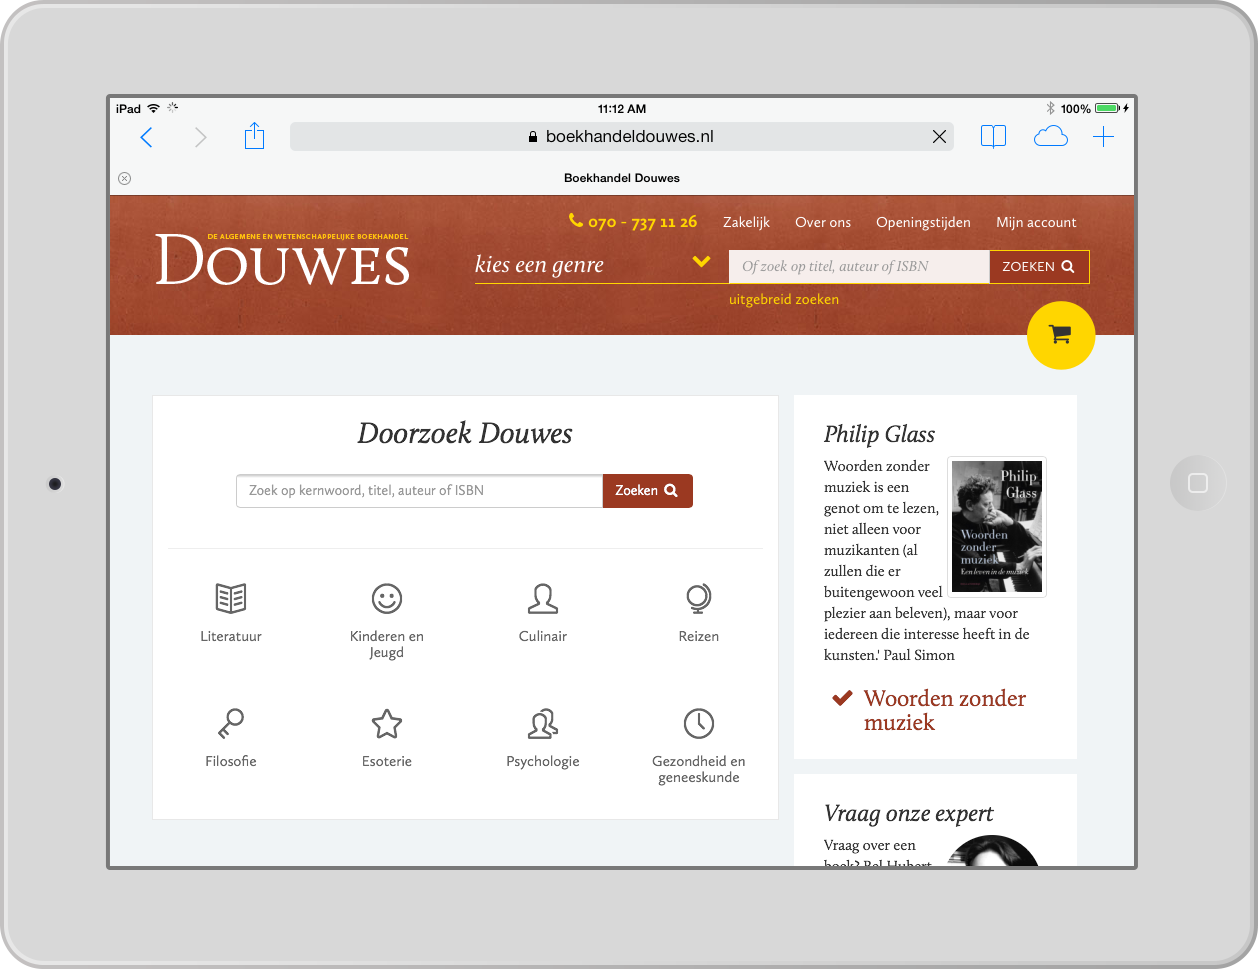 iPad
11:12 AM
100%
boekhandeldouwes.nl
Boekhandel Douwes
070 - 737 11 26
Zakelijk
Over ons
Openingstijden
Mijn account
DE ALGEMENE EN WETENSCHAPPELIJKE BOEKHANDEL
DOUWES
kies een genre
Of zoek op titel, auteur of ISBN
ZOEKEN
uitgebreid zoeken
Doorzoek Douwes
Zoek op kernwoord, titel, auteur of ISBN
Zoeken
Literatuur
Kinderen en
Jeugd
Culinair
Reizen
Filosofie
Esoterie
Psychologie
Gezondheid en
geneeskunde
Philip Glass
Woorden zonder
muziek is een
genot om te lezen,
niet alleen voor
muzikanten (al
zullen die er
buitengewoon veel
plezier aan beleven), maar voor
iedereen die interesse heeft in de
kunsten.' Paul Simon
Philip
Glass
Woorden
zonder
muziek
Een leven in de muziek
Woorden zonder
muziek
Vraag onze expert
Vraag over een
boek? Bel Hubert